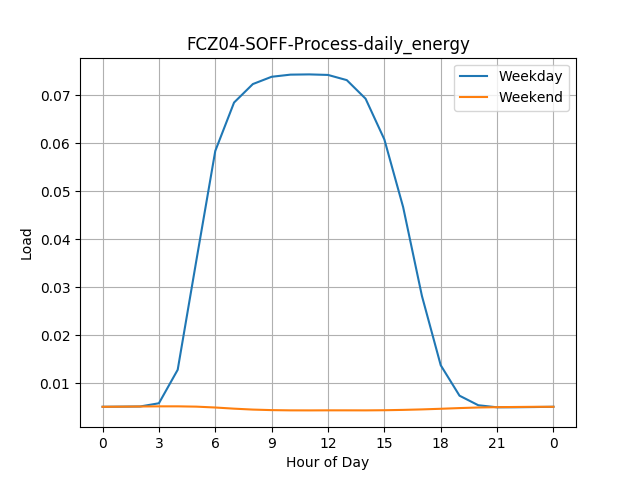 FCZ04-SOFF-Process-daily_energy
Weekday
Weekend
0.07
0.06
0.05
0.04
0.03
0.02
0.01
Load
0 3 6 9 12 15 18 21 0
Hour of Day